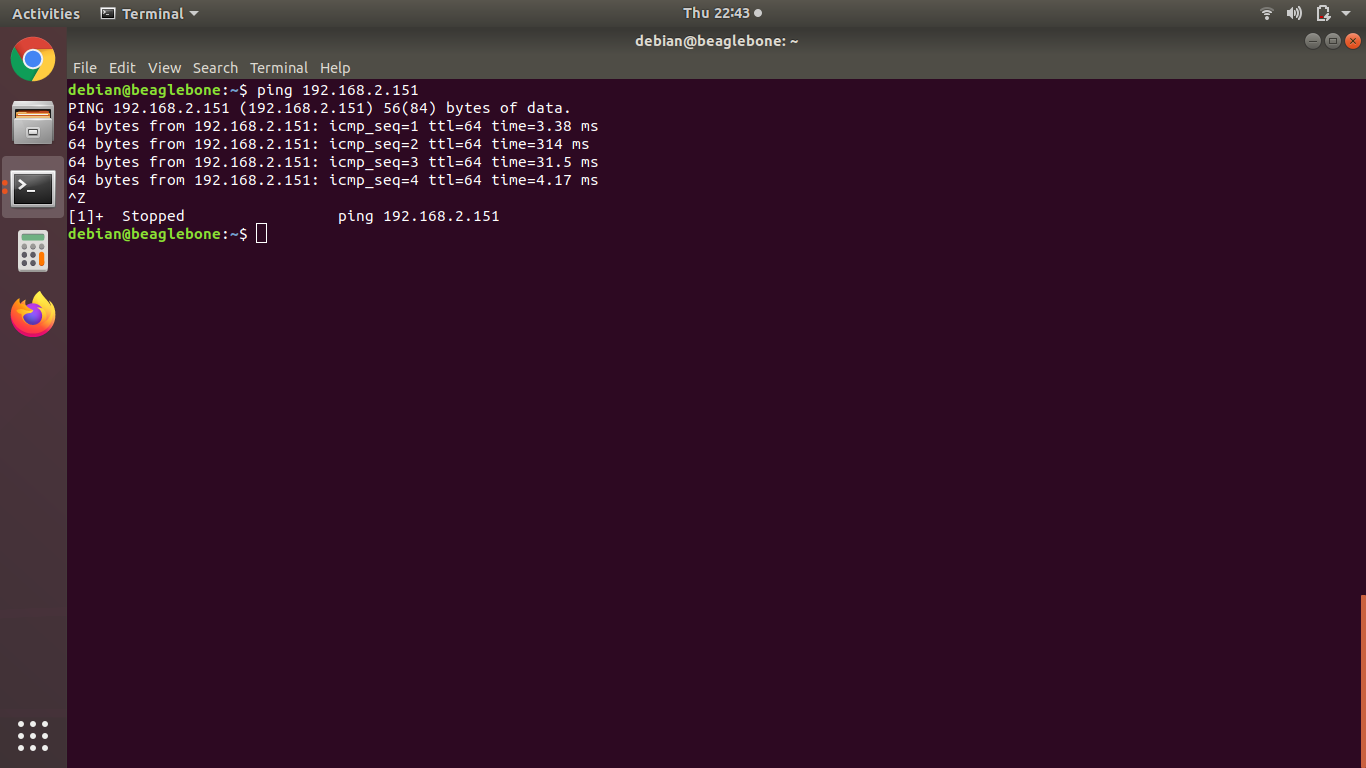 Activities Terminal Thu 22:43
debian@beaglebone: ~
File Edit View Search Terminal Help
debian@beaglebone:~$ ping 192.168.2.151
PING 192.168.2.151 (192.168.2.151) 56(84) bytes of data.
64 bytes from 192.168.2.151: icmp_seq=1 ttl=64 time=3.38 ms
64 bytes from 192.168.2.151: icmp_seq=2 ttl=64 time=314 ms
64 bytes from 192.168.2.151: icmp_seq=3 ttl=64 time=31.5 ms
64 bytes from 192.168.2.151: icmp_seq=4 ttl=64 time=4.17 ms
^Z
[1]+  Stopped                 ping 192.168.2.151
debian@beaglebone:~$